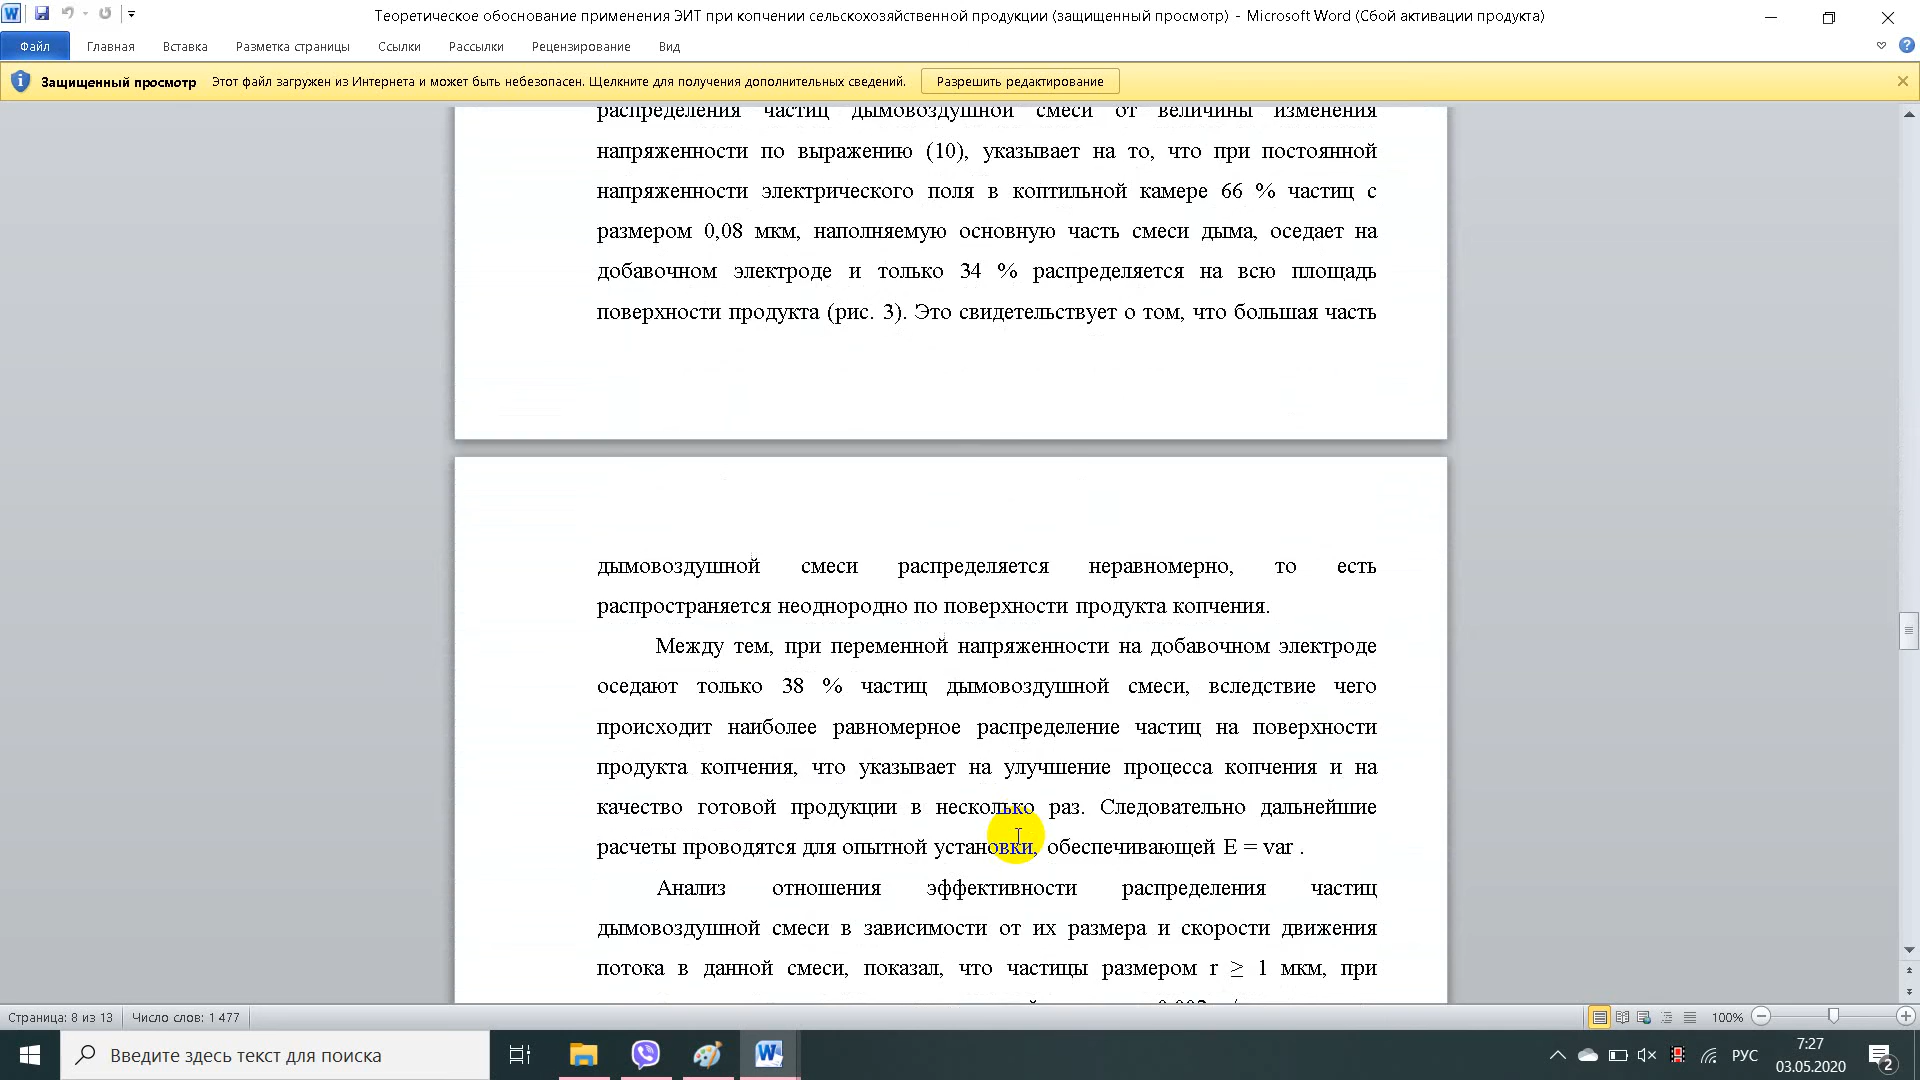 Теоретическое обоснование применения ЭИТ при копчении сельскохозяйственной продукции (защищенный просмотр) - Microsoft Word (Сбой активации продукта)
Файл Главная Вставка Разметка страницы Ссылки Рассылки Рецензирование Вид
Защищенный просмотр Этот файл загружен из Интернета и может быть небезопасен. Щелкните для получения дополнительных сведений. Разрешить редактирование
распределения частиц дымовоздушной смеси от величины изменения
напряженности по выражению (10), указывает на то, что при постоянной
напряженности электрического поля в коптильной камере 66 % частиц с
размером 0,08 мкм, наполняемую основную часть смеси дыма, оседает на
добавочном электроде и только 34 % распределяется на всю площадь
поверхности продукта (рис. 3). Это свидетельствует о том, что большая часть
дымовоздушной смеси распределяется неравномерно, то есть
распространяется неоднородно по поверхности продукта копчения.
Между тем, при переменной напряженности на добавочном электроде
оседают только 38 % частиц дымовоздушной смеси, вследствие чего
происходит наиболее равномерное распределение частиц на поверхности
продукта копчения, что указывает на улучшение процесса копчения и на
качество готовой продукции в несколько раз. Следовательно дальнейшие
расчеты проводятся для опытной установки, обеспечивающей E = var .
Анализ отношения эффективности распределения частиц
дымовоздушной смеси в зависимости от их размера и скорости движения
потока в данной смеси, показал, что частицы размером r ≥ 1 мкм, при
Страница: 8 из 13 Число слов: 1 477 100%
Введите здесь текст для поиска РУС 7:27
03.05.2020 2